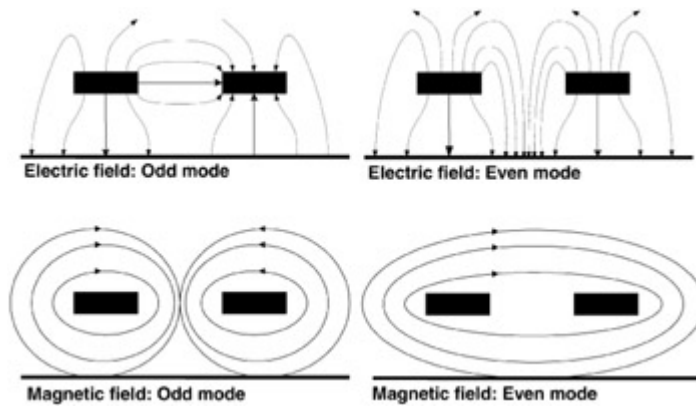 Electric field: Odd mode
Electric field: Even mode
Magnetic field: Odd mode
Magnetic field: Even mode